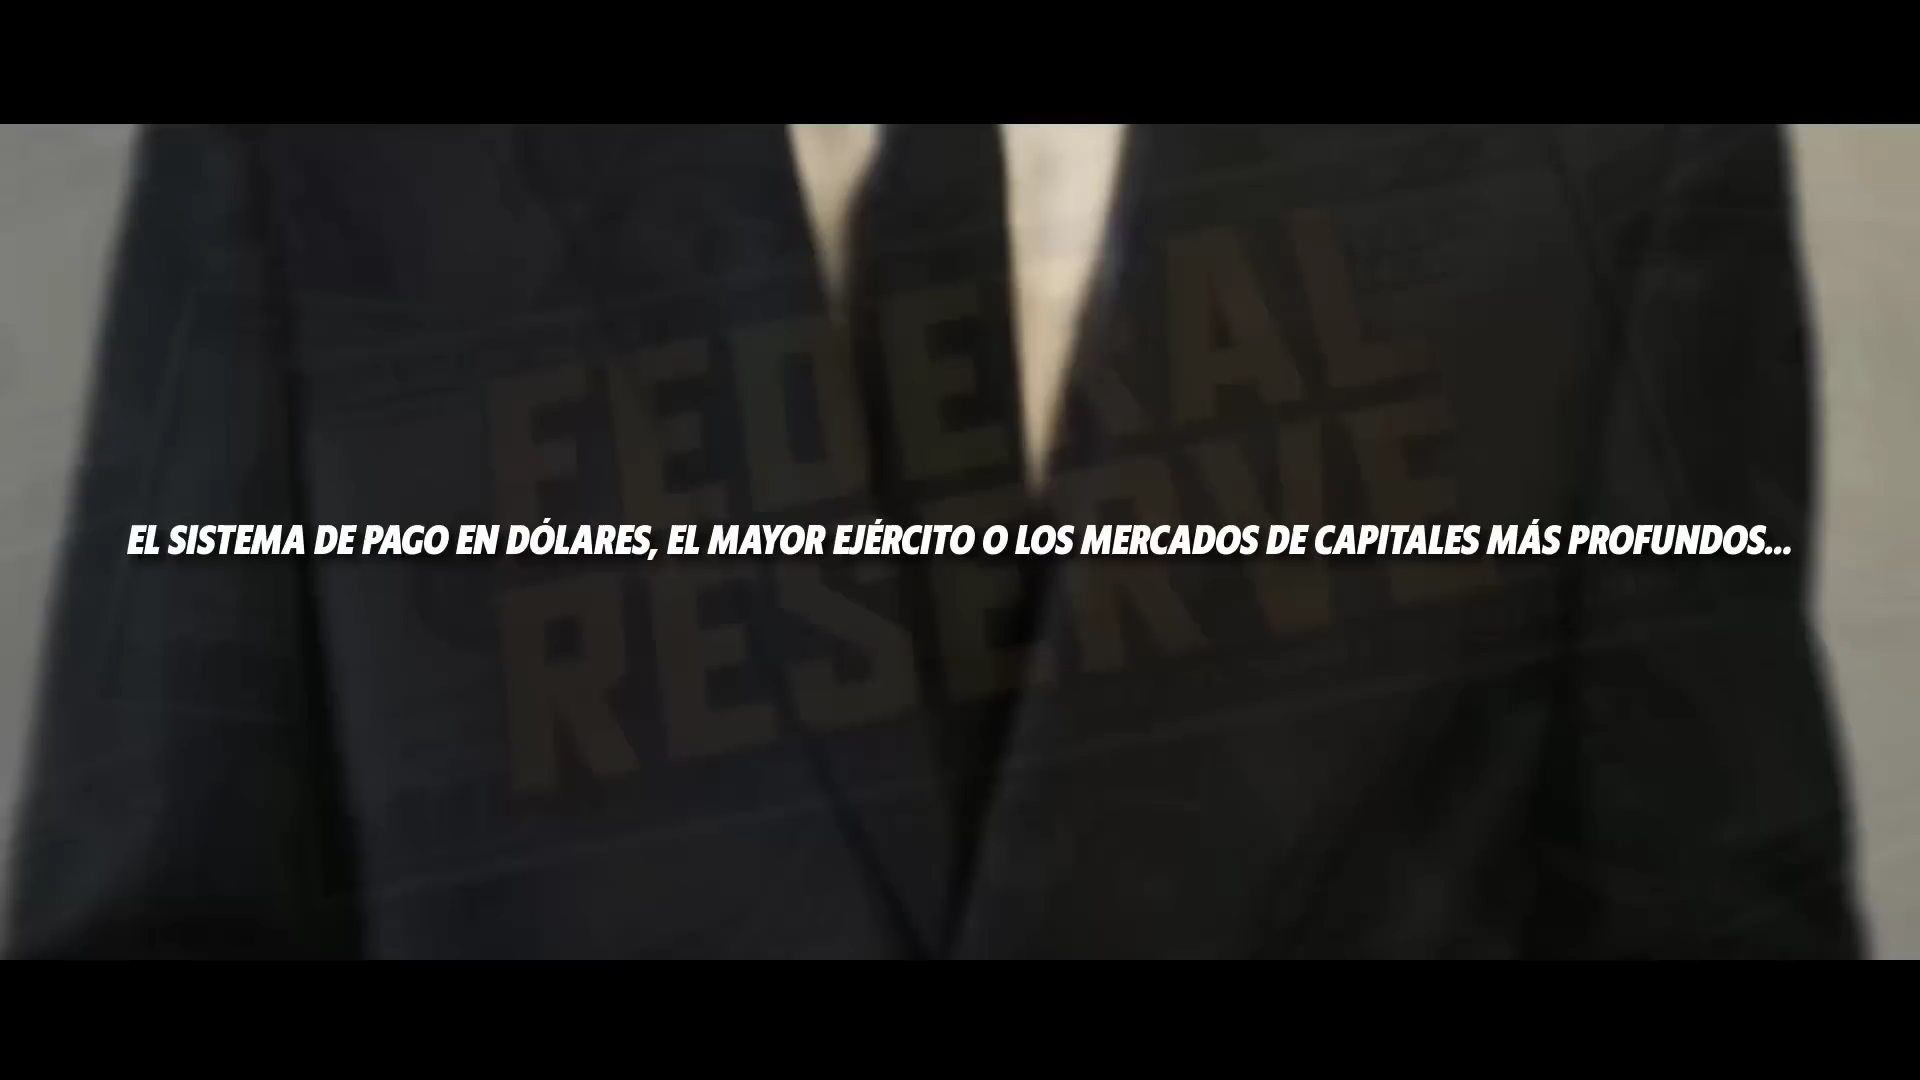 EL SISTEMA DE PAGO EN DÓLARES, EL MAYOR EJÉRCITO O LOS MERCADOS DE CAPITALES MÁS PROFUNDOS...
FEDERAL
RESERVE